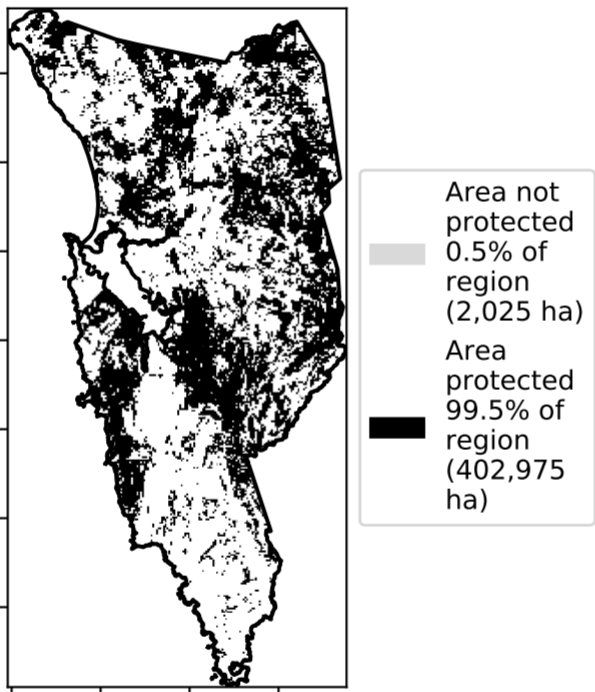 Area not
protected
0.5% of
region
(2,025 ha)
Area
protected
99.5% of
region
(402,975
ha)